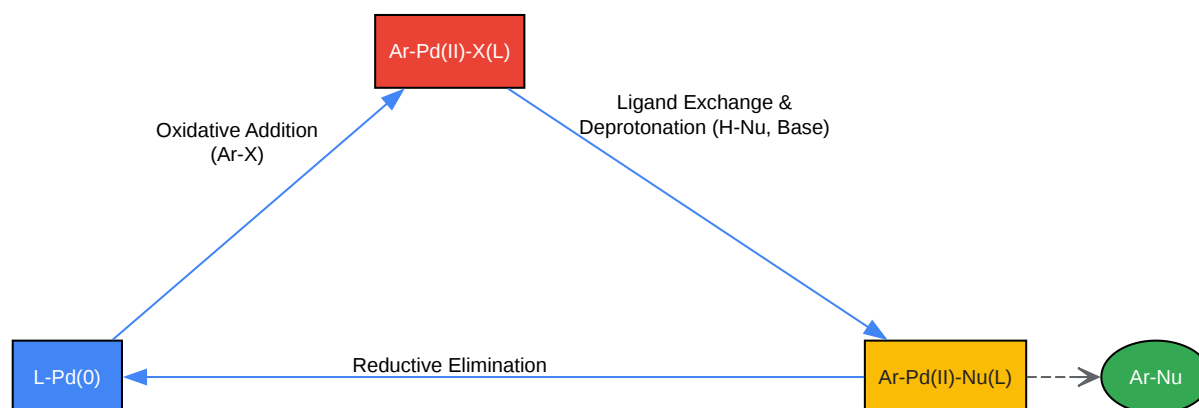 Ar-Pd(II)-X(L)
Oxidative Addition
(Ar-X)
Ligand Exchange &
Deprotonation (H-Nu, Base)
L-Pd(0)
Reductive Elimination
Ar-Pd(II)-Nu(L)
Ar-Nu